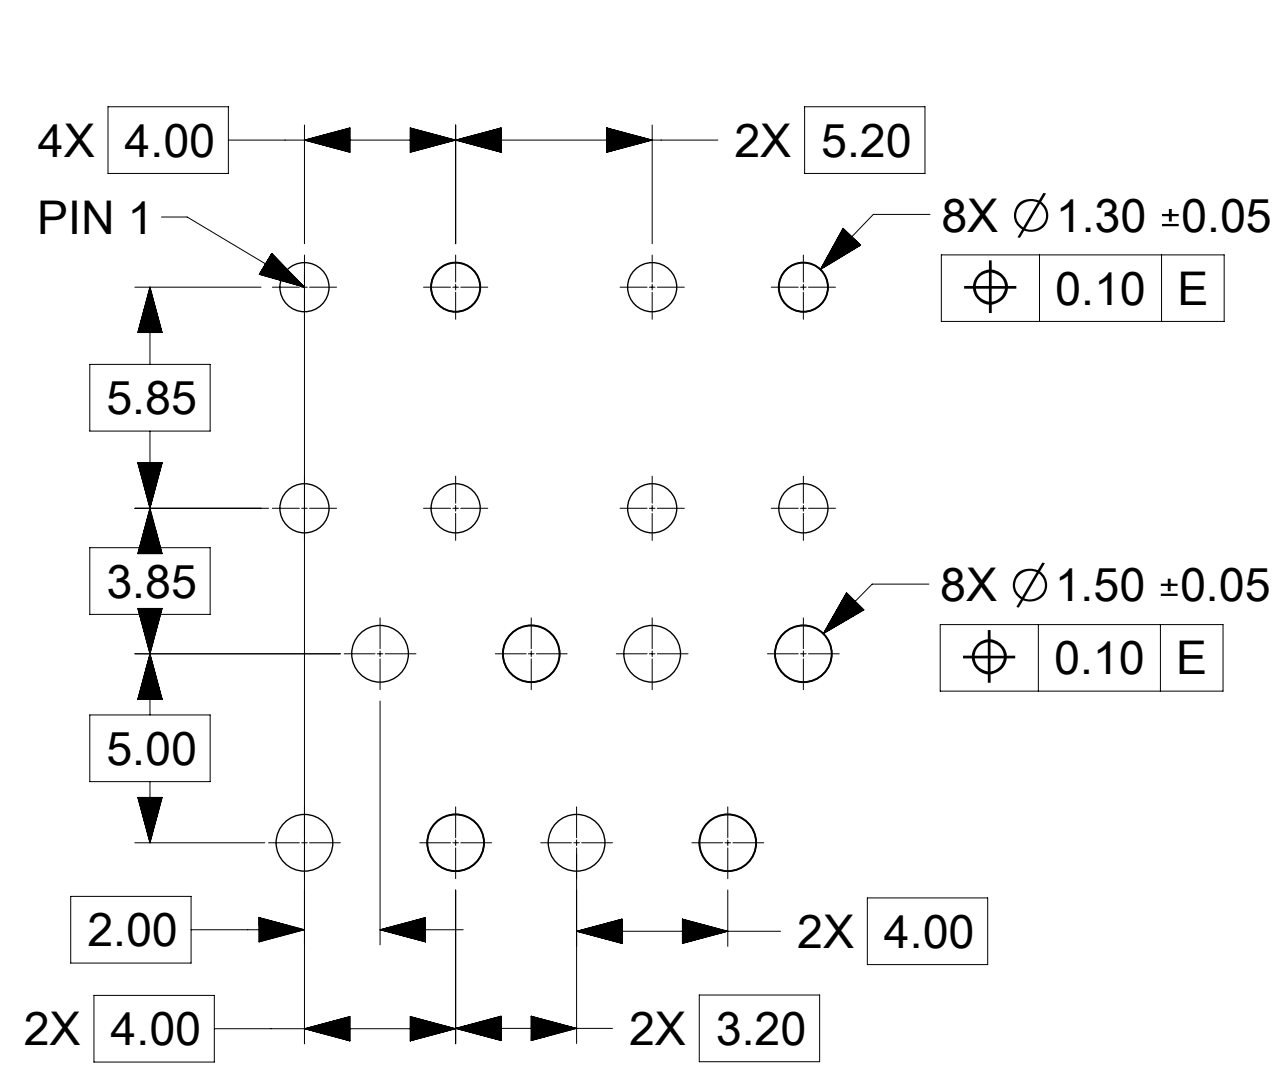 4X 4.00 2X 5.20
PIN 1
8X ∅1.30 ±0.05
⌖ 0.10 E
5.85
3.85
8X ∅1.50 ±0.05
⌖ 0.10 E
5.00
2.00 2X 4.00
2X 4.00 2X 3.20